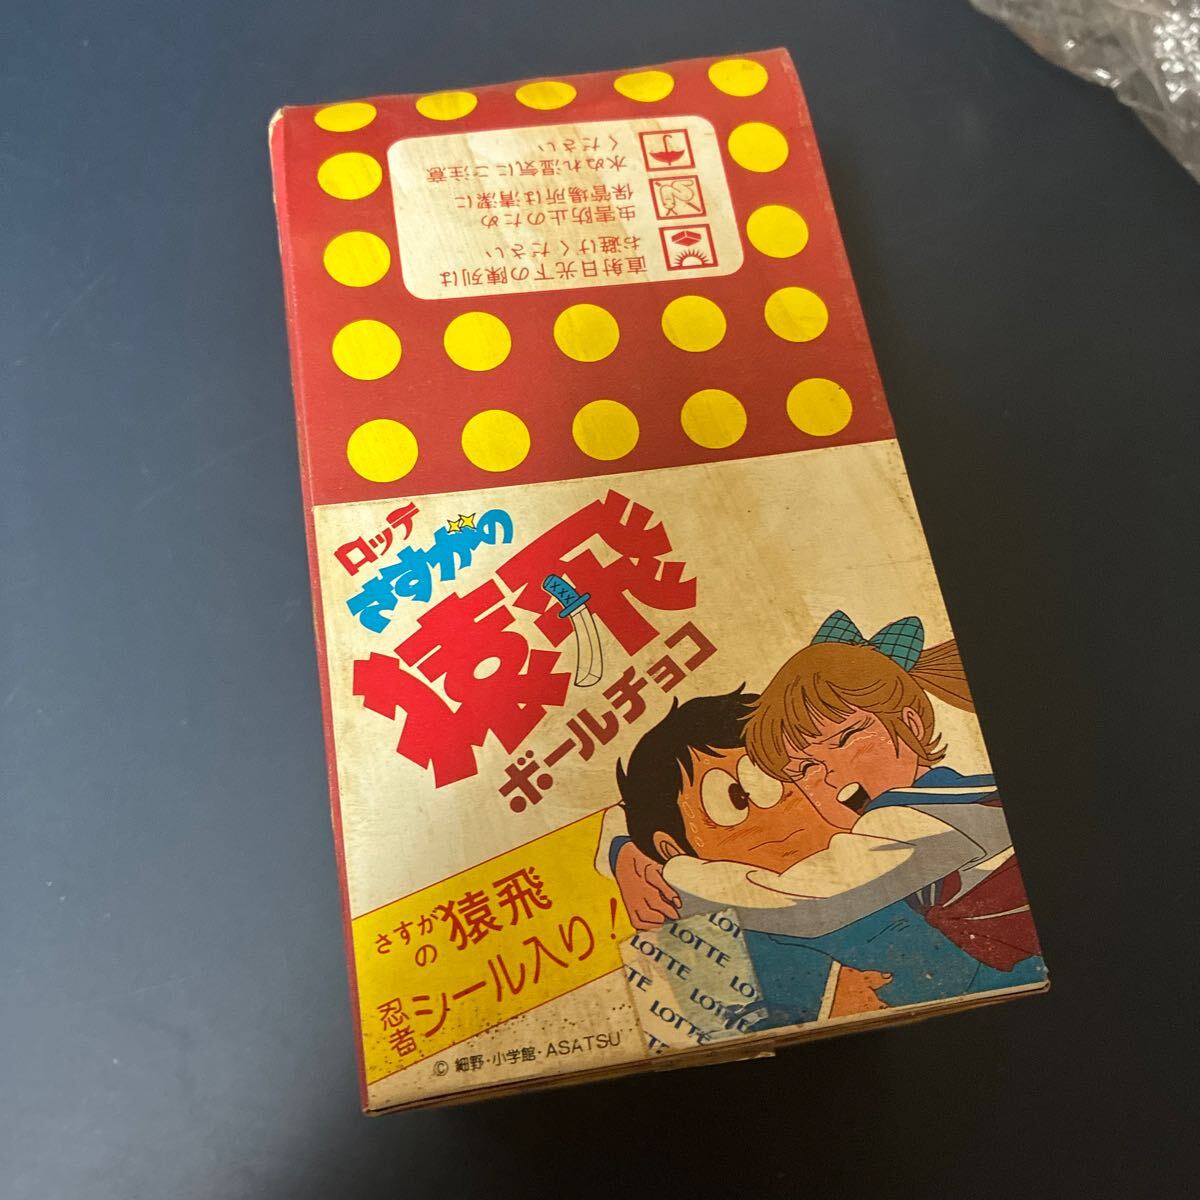 水ぬれ湿気にご注意
ください
虫害防止のため
保管場所は清潔に
直射日光下の陳列は
お避けください
ロッテ
さすがの
猿飛
ボールチョコ
さすがの猿飛
忍者シール入り!
LOT
LOTTE
LOTTE
LO
TE
LOTTE
LOTTE
© 細野・小学館・ASATSU